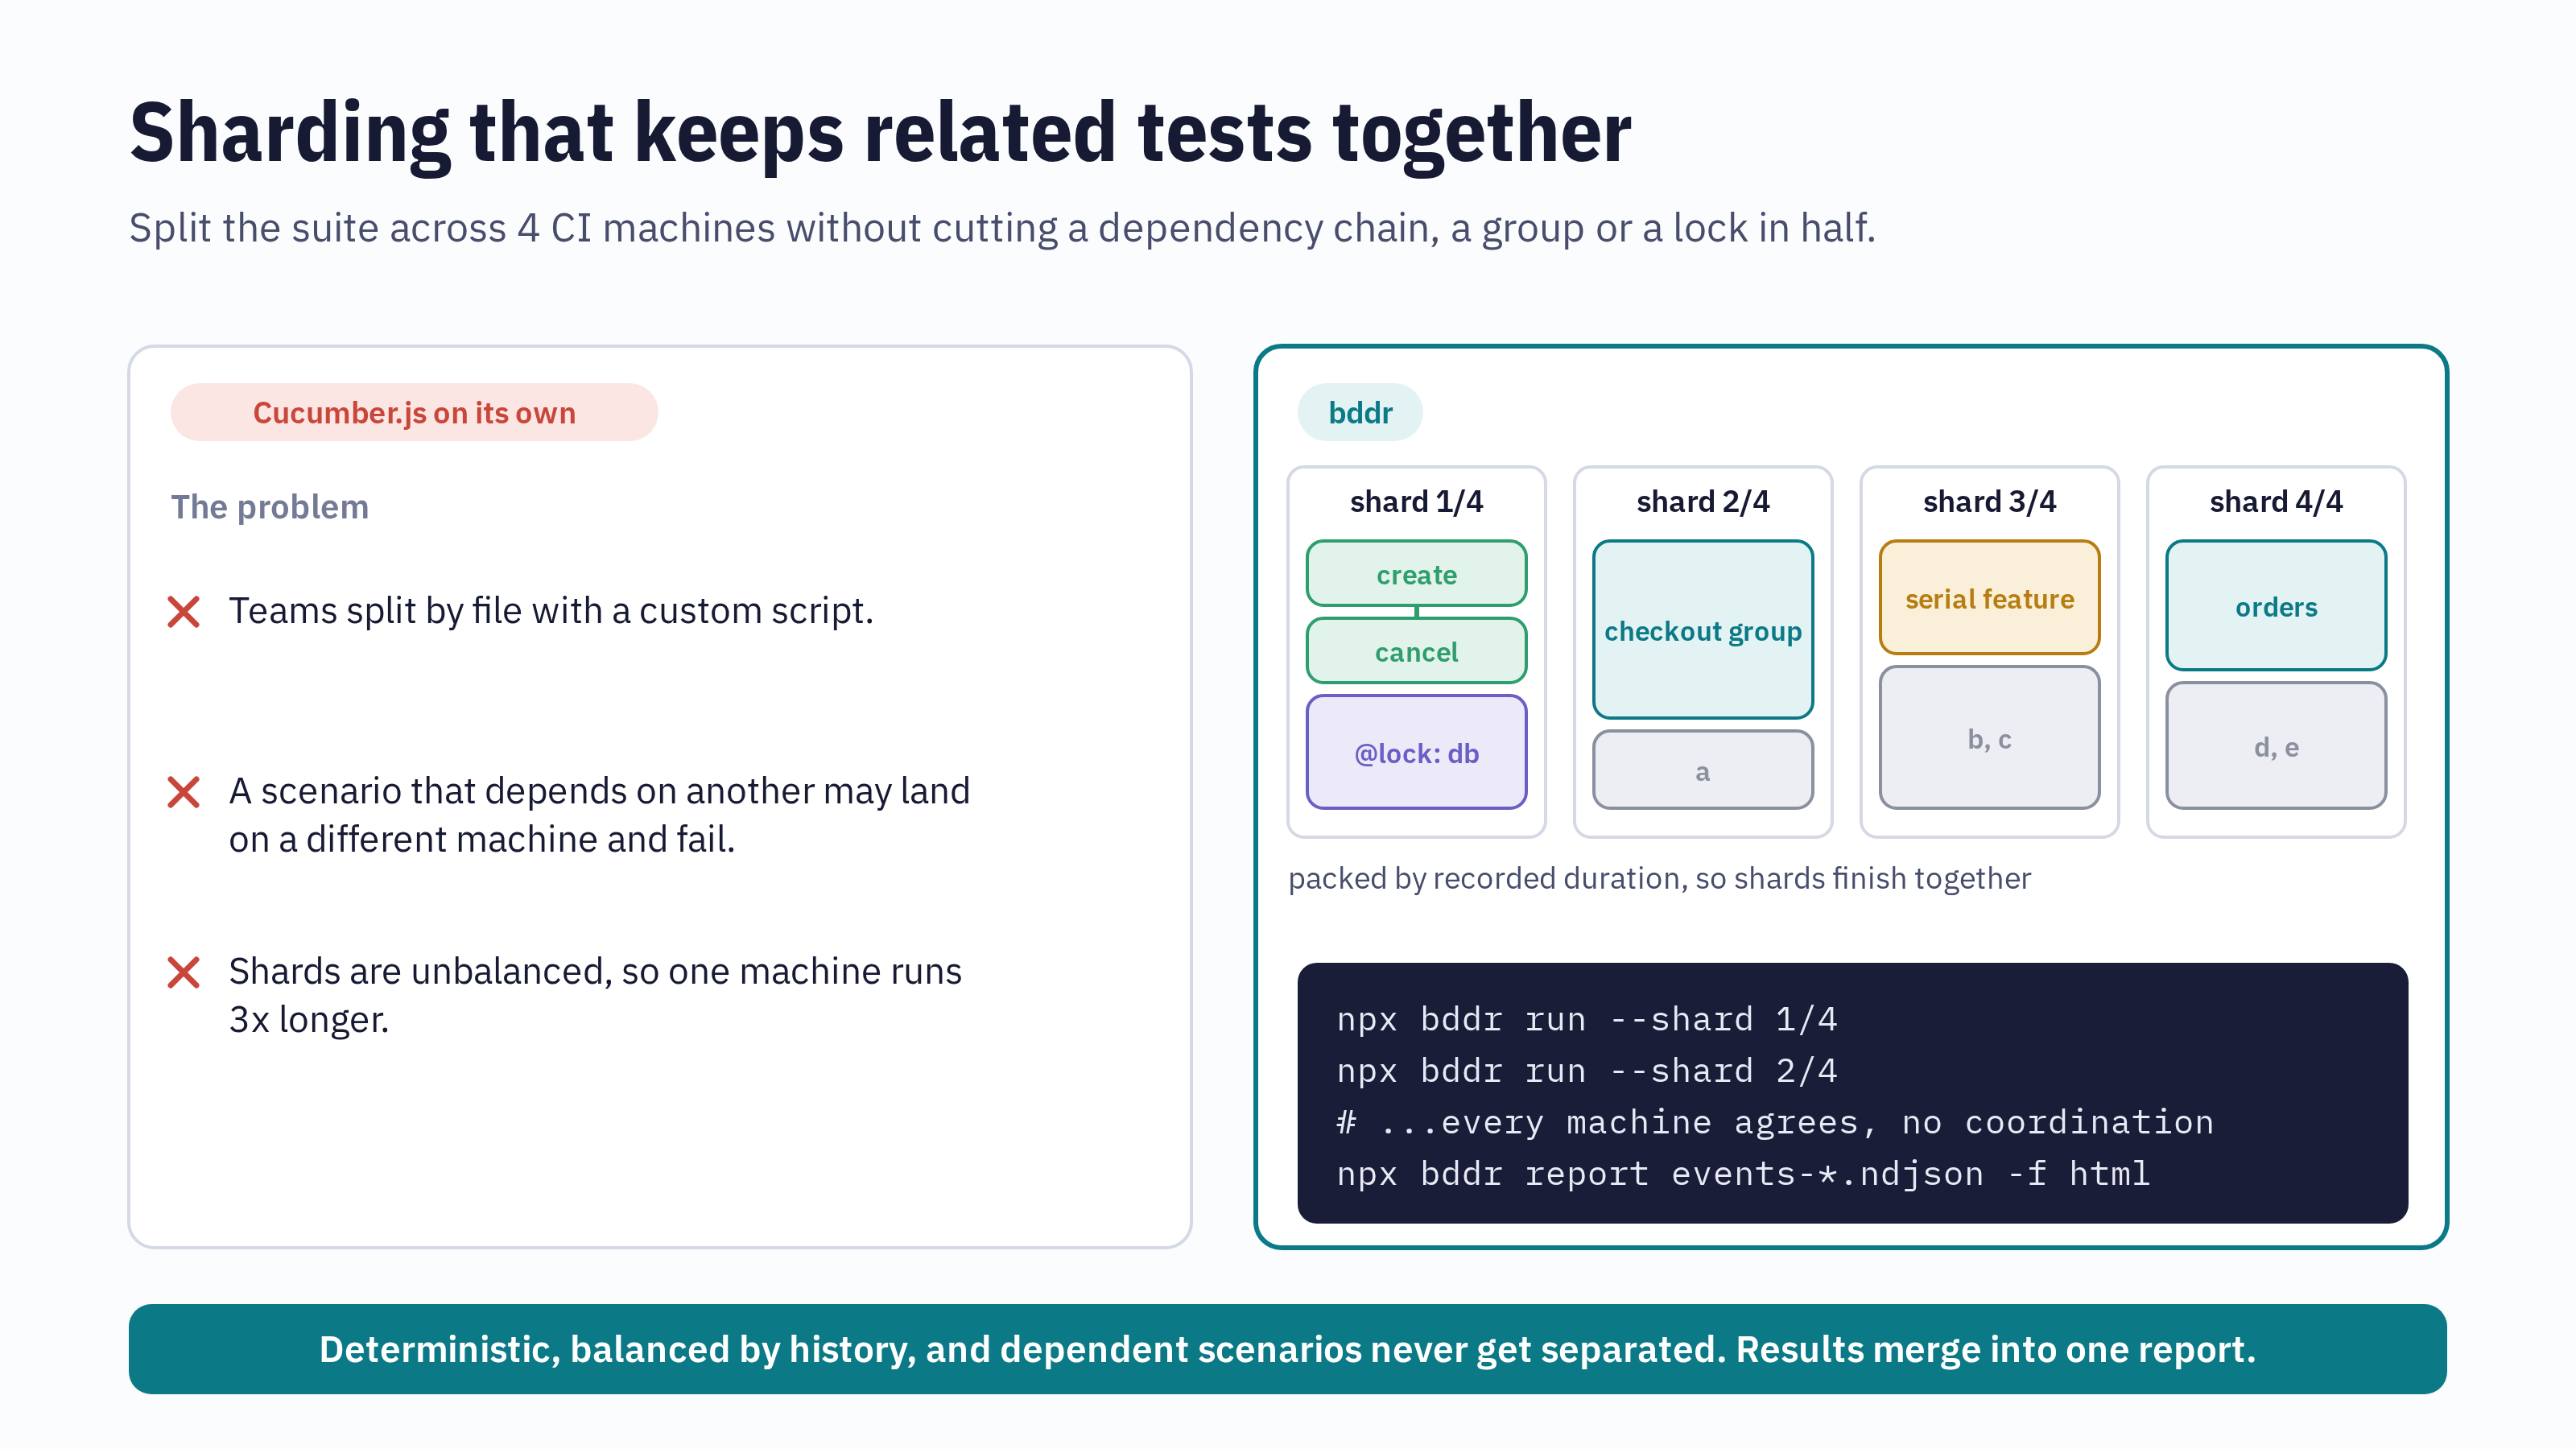 Sharding that keeps related tests together
Split the suite across 4 CI machines without cutting a dependency chain, a group or a lock in half.
Cucumber.js on its own
The problem
Teams split by file with a custom script.
A scenario that depends on another may land
on a different machine and fail.
Shards are unbalanced, so one machine runs
3x longer.
bddr
shard 1/4
create
cancel
@lock: db
shard 2/4
checkout group
a
shard 3/4
serial feature
b, c
shard 4/4
orders
d, e
packed by recorded duration, so shards finish together
npx bddr run --shard 1/4
npx bddr run --shard 2/4
# ...every machine agrees, no coordination
npx bddr report events-*.ndjson -f html
Deterministic, balanced by history, and dependent scenarios never get separated. Results merge into one report.